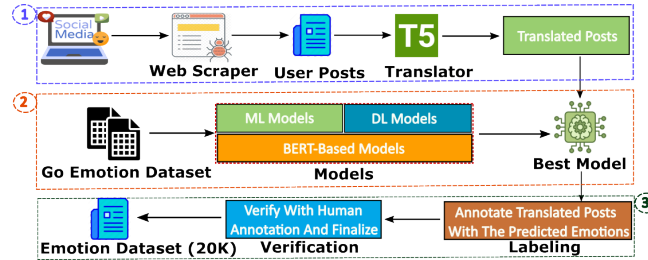 1
Social
Media
Web Scraper
User Posts
T5
Translator
Translated Posts
2
Go Emotion Dataset
ML Models
DL Models
BERT-Based Models
Models
Best Model
3
Emotion Dataset (20K)
Verify With Human
Annotation And Finalize
Verification
Annotate Translated Posts
With The Predicted Emotions
Labeling